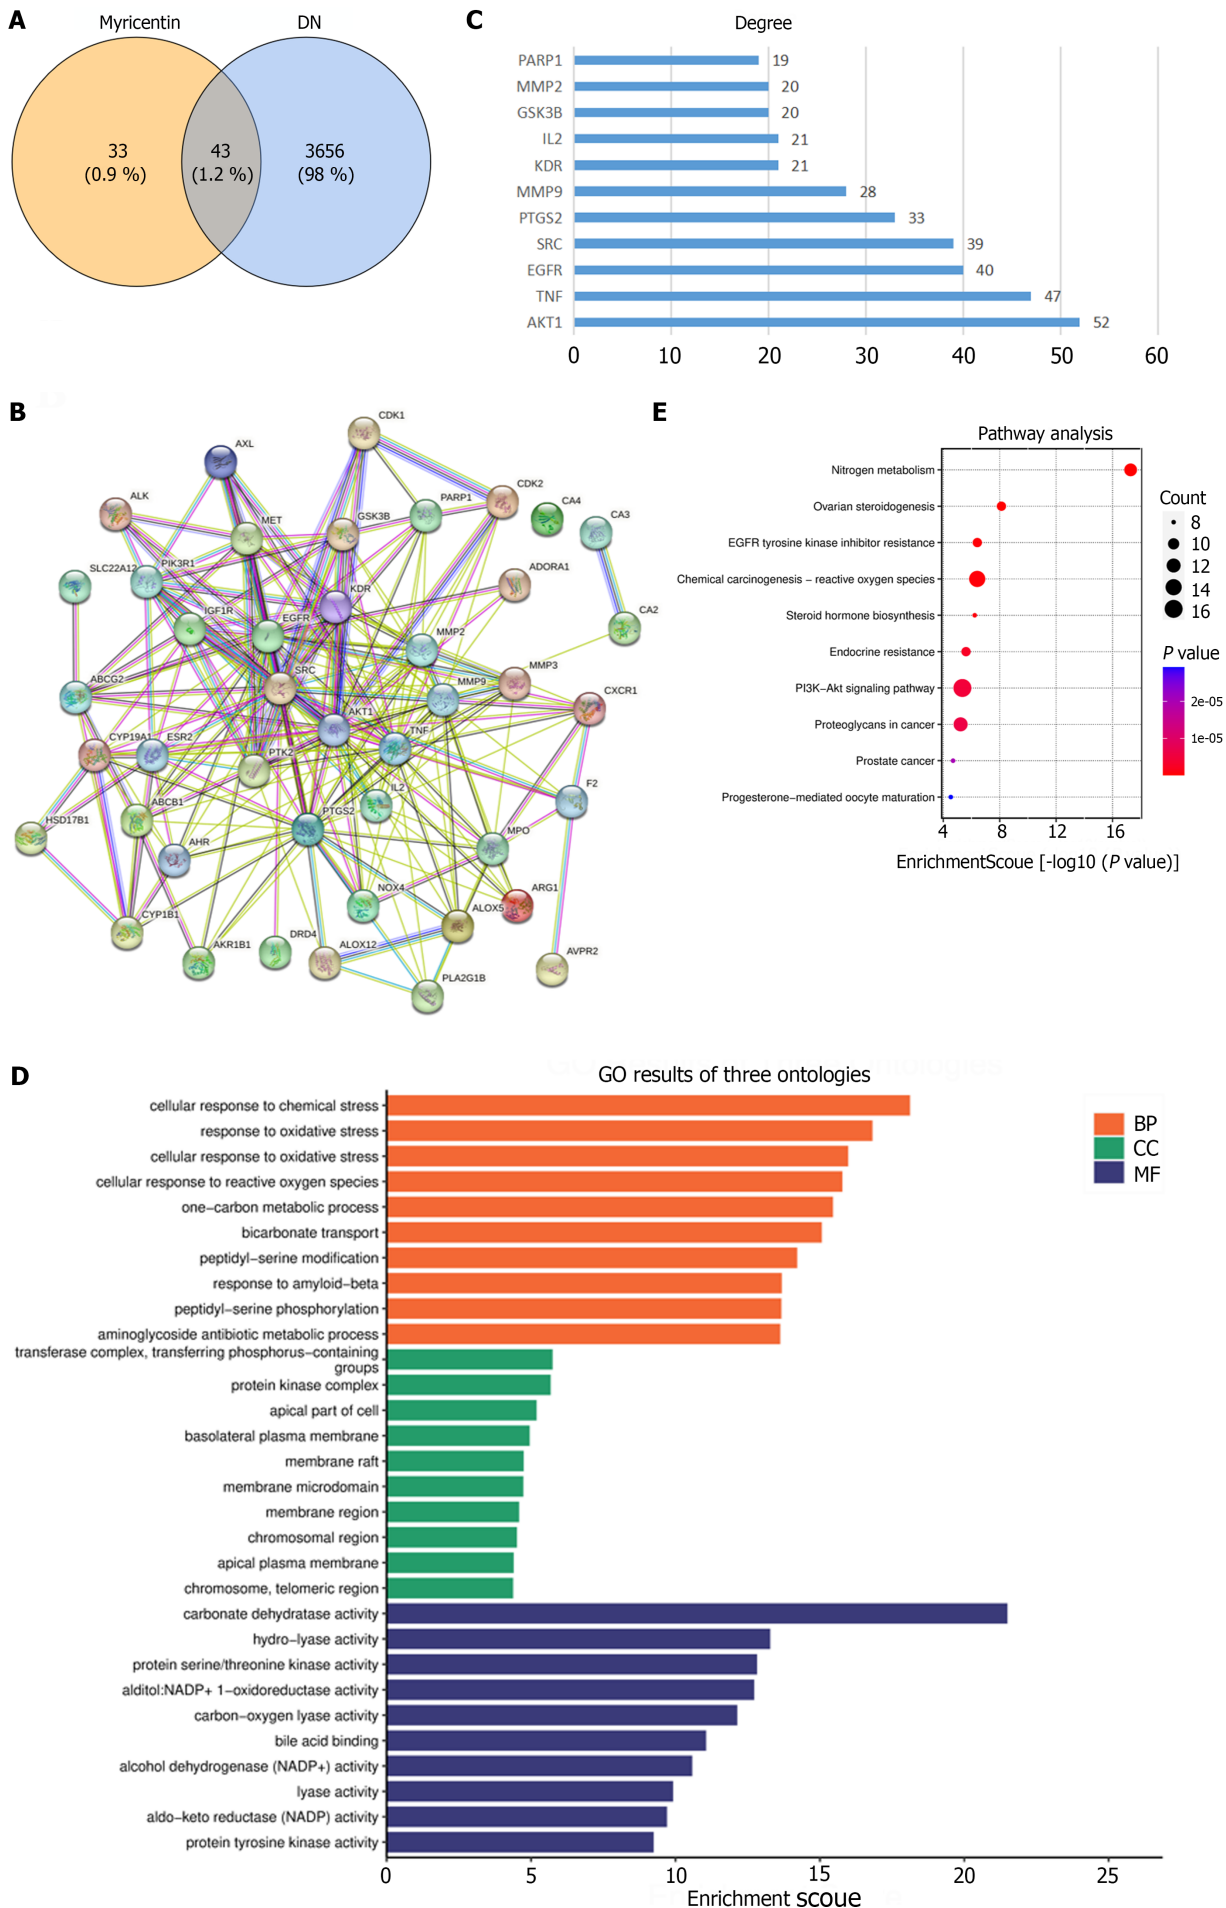 A
Myricentin
DN
33
(0.9 %)
43
(1.2 %)
3656
(98 %)
C
Degree
PARP1
19
MMP2
20
GSK3B
20
IL2
21
KDR
21
MMP9
28
PTGS2
33
SRC
39
EGFR
40
TNF
47
AKT1
52
0 10 20 30 40 50 60
B
CDK1
AXL
CDK2
PARP1
CA4
ALK
CA3
MET
GSK3B
PIK3R1
SLC22A12
ADORA1
KDR
IGF1R
EGFR
CA2
MMP2
SRC
MMP3
ABCG2
MMP9
CXCR1
AKT1
TNF
CYP19A1
ESR2
PTK2
F2
IL2
ABCB1
PTGS2
HSD17B1
MPO
AHR
NOX4
ARG1
ALOX5
CYP1B1
DRD4
AKR1B1
ALOX12
AVPR2
PLA2G1B
E
Pathway analysis
Nitrogen metabolism
Ovarian steroidogenesis
EGFR tyrosine kinase inhibitor resistance
Chemical carcinogenesis − reactive oxygen species
Steroid hormone biosynthesis
Endocrine resistance
PI3K−Akt signaling pathway
Proteoglycans in cancer
Prostate cancer
Progesterone−mediated oocyte maturation
4 8 12 16
EnrichmentScoue [-log10 (P value)]
Count
8
10
12
14
16
P value
2e-05
1e-05
D
GO results of three ontologies
cellular response to chemical stress
response to oxidative stress
cellular response to oxidative stress
cellular response to reactive oxygen species
one−carbon metabolic process
bicarbonate transport
peptidyl−serine modification
response to amyloid−beta
peptidyl−serine phosphorylation
aminoglycoside antibiotic metabolic process
transferase complex, transferring phosphorus−containing
groups
protein kinase complex
apical part of cell
basolateral plasma membrane
membrane raft
membrane microdomain
membrane region
chromosomal region
apical plasma membrane
chromosome, telomeric region
carbonate dehydratase activity
hydro−lyase activity
protein serine/threonine kinase activity
alditol:NADP+ 1−oxidoreductase activity
carbon−oxygen lyase activity
bile acid binding
alcohol dehydrogenase (NADP+) activity
lyase activity
aldo−keto reductase (NADP) activity
protein tyrosine kinase activity
0 5 10 15 20 25
Enrichment scoue
BP
CC
MF